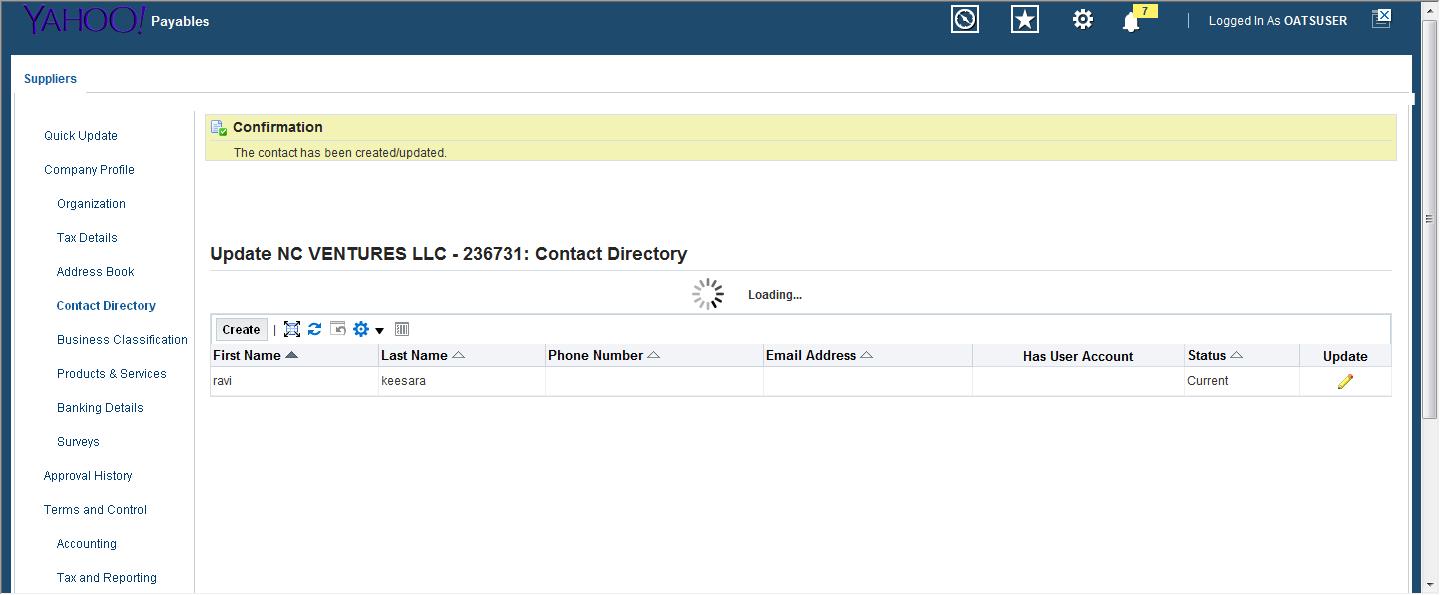 YAHOO! Payables
7
Logged In As OATSUSER
Suppliers
Quick Update
Company Profile
Organization
Tax Details
Address Book
Contact Directory
Business Classification
Products & Services
Banking Details
Surveys
Approval History
Terms and Control
Accounting
Tax and Reporting
Confirmation
The contact has been created/updated.
Update NC VENTURES LLC - 236731: Contact Directory
Loading...
Create |
First Name Last Name Phone Number Email Address Has User Account Status Update
ravi keesara Current